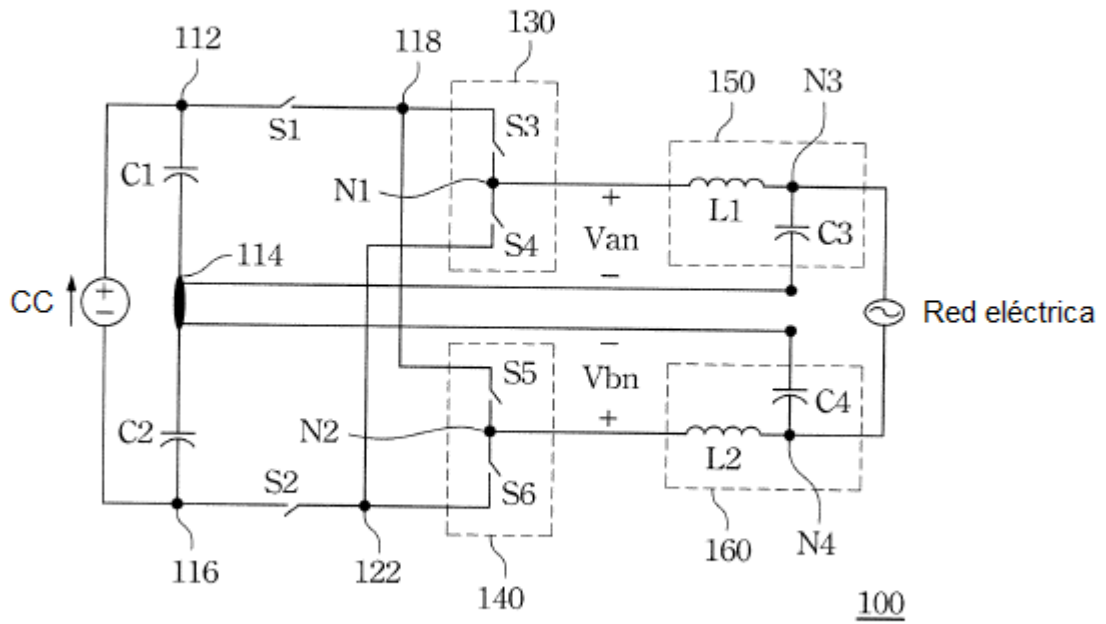 130
112
118
150
N3
S1
S3
C1
N1
L1
S4
+
Van
−
C3
114
CC
+
−
Red eléctrica
−
Vbn
+
S5
C4
C2
N2
L2
S2
S6
116
122
140
160
N4
100